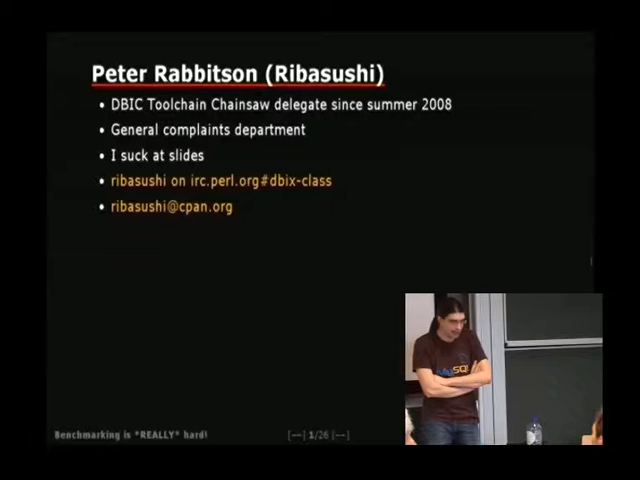 Peter Rabbitson (Ribasushi)
• DBIC Toolchain Chainsaw delegate since summer 2008
• General complaints department
• I suck at slides
• ribasushi on irc.perl.org#dbix-class
• ribasushi@cpan.org
MySQL
Benchmarking is *REALLY* hard! [~~] 1/26 [~~]